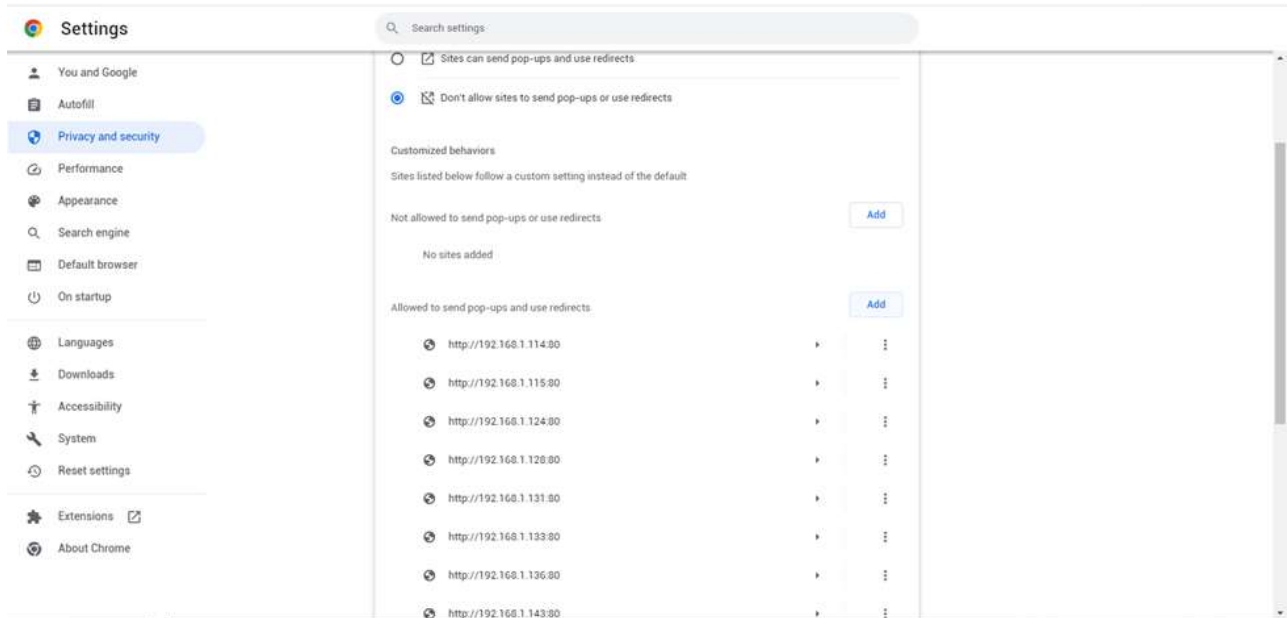 Settings
Search settings
You and Google
Autofill
Privacy and security
Performance
Appearance
Search engine
Default browser
On startup
Languages
Downloads
Accessibility
System
Reset settings
Extensions
About Chrome
Sites can send pop-ups and use redirects
Don't allow sites to send pop-ups or use redirects
Customized behaviors
Sites listed below follow a custom setting instead of the default
Not allowed to send pop-ups or use redirects
Add
No sites added
Allowed to send pop-ups and use redirects
Add
http://192.168.1.114:80
http://192.168.1.115:80
http://192.168.1.124:80
http://192.168.1.128:80
http://192.168.1.131:80
http://192.168.1.133:80
http://192.168.1.136:80
http://192.168.1.143:80